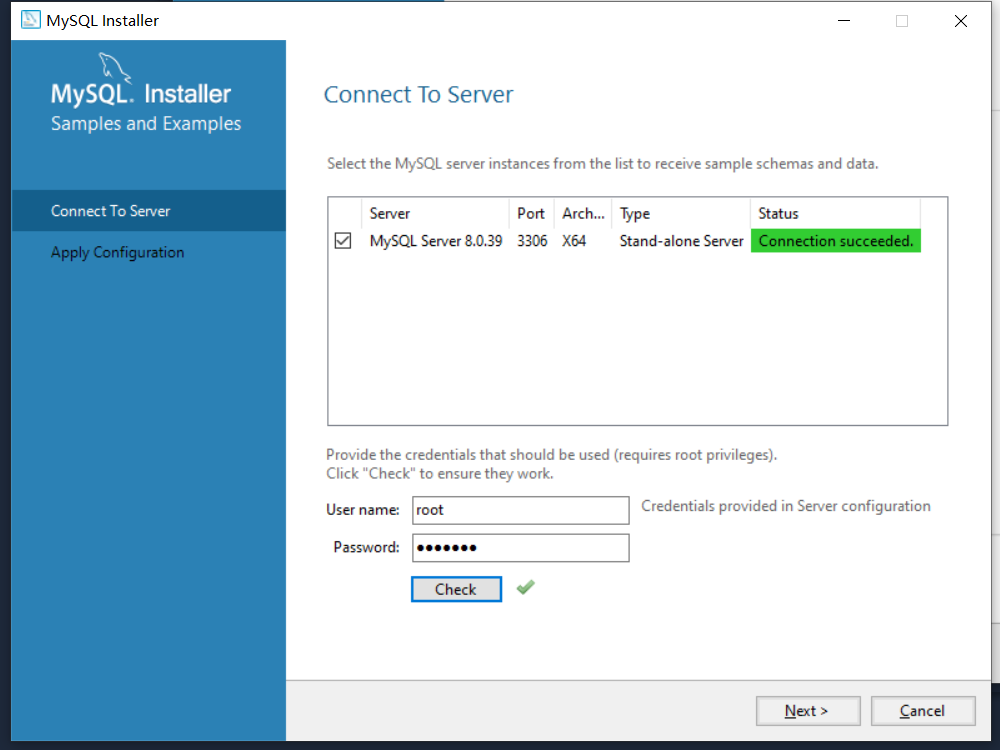 MySQL Installer
MySQL. Installer
Samples and Examples
Connect To Server
Apply Configuration
Connect To Server
Select the MySQL server instances from the list to receive sample schemas and data.
Server Port Arch... Type Status
MySQL Server 8.0.39 3306 X64 Stand-alone Server Connection succeeded.
Provide the credentials that should be used (requires root privileges).
Click "Check" to ensure they work.
User name: root Credentials provided in Server configuration
Password: •••••••
Check
Next > Cancel